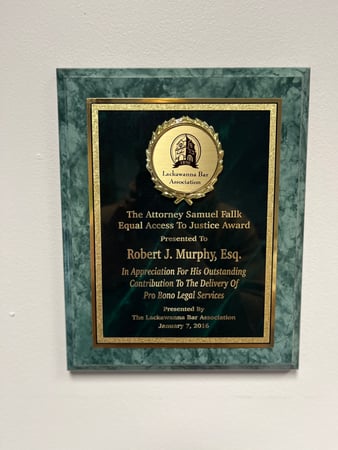 Lackawanna Bar
Association
The Attorney Samuel Fallk
Equal Access To Justice Award
Presented To
Robert J. Murphy, Esq.
In Appreciation For His Outstanding
Contribution To The Delivery Of
Pro Bono Legal Services
Presented By
The Lackawanna Bar Association
January 7, 2016